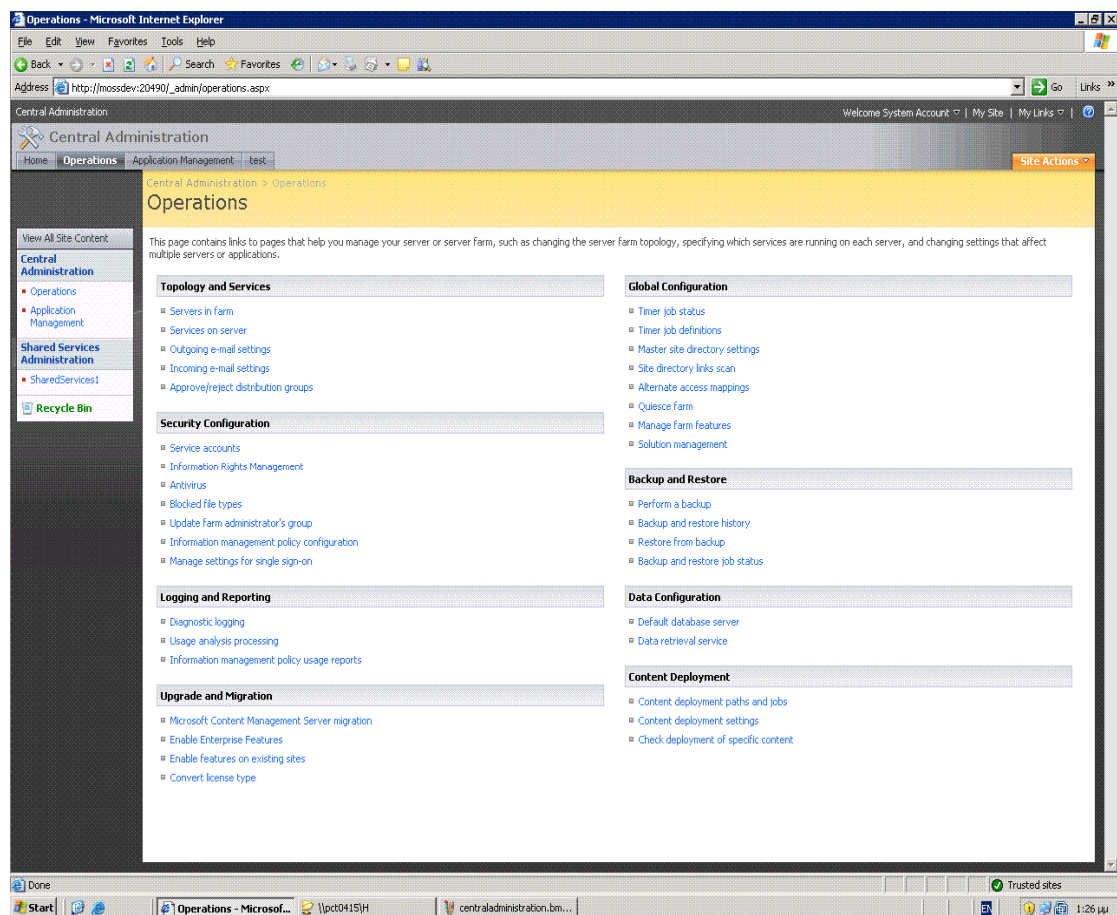 Operations - Microsoft Internet Explorer
File Edit View Favorites Tools Help
Back Search Favorites
Address http://mossdev:20490/_admin/operations.aspx Go Links »
Central Administration Welcome System Account | My Site | My Links |
Central Administration
Home Operations Application Management test Site Actions
Central Administration > Operations
Operations
View All Site Content
Central Administration
Operations
Application Management
Shared Services Administration
SharedServices1
Recycle Bin
This page contains links to pages that help you manage your server or server farm, such as changing the server farm topology, specifying which services are running on each server, and changing settings that affect
multiple servers or applications.
Topology and Services
Servers in farm
Services on server
Outgoing e-mail settings
Incoming e-mail settings
Approve/reject distribution groups
Security Configuration
Service accounts
Information Rights Management
Antivirus
Blocked file types
Update farm administrator's group
Information management policy configuration
Manage settings for single sign-on
Logging and Reporting
Diagnostic logging
Usage analysis processing
Information management policy usage reports
Upgrade and Migration
Microsoft Content Management Server migration
Enable Enterprise Features
Enable features on existing sites
Convert license type
Global Configuration
Timer job status
Timer job definitions
Master site directory settings
Site directory links scan
Alternate access mappings
Quiesce farm
Manage farm features
Solution management
Backup and Restore
Perform a backup
Backup and restore history
Restore from backup
Backup and restore job status
Data Configuration
Default database server
Data retrieval service
Content Deployment
Content deployment paths and jobs
Content deployment settings
Check deployment of specific content
Done Trusted sites
Start Operations - Microsof... \\pct0415\H centraladministration.bm... EN 1:26 μμ